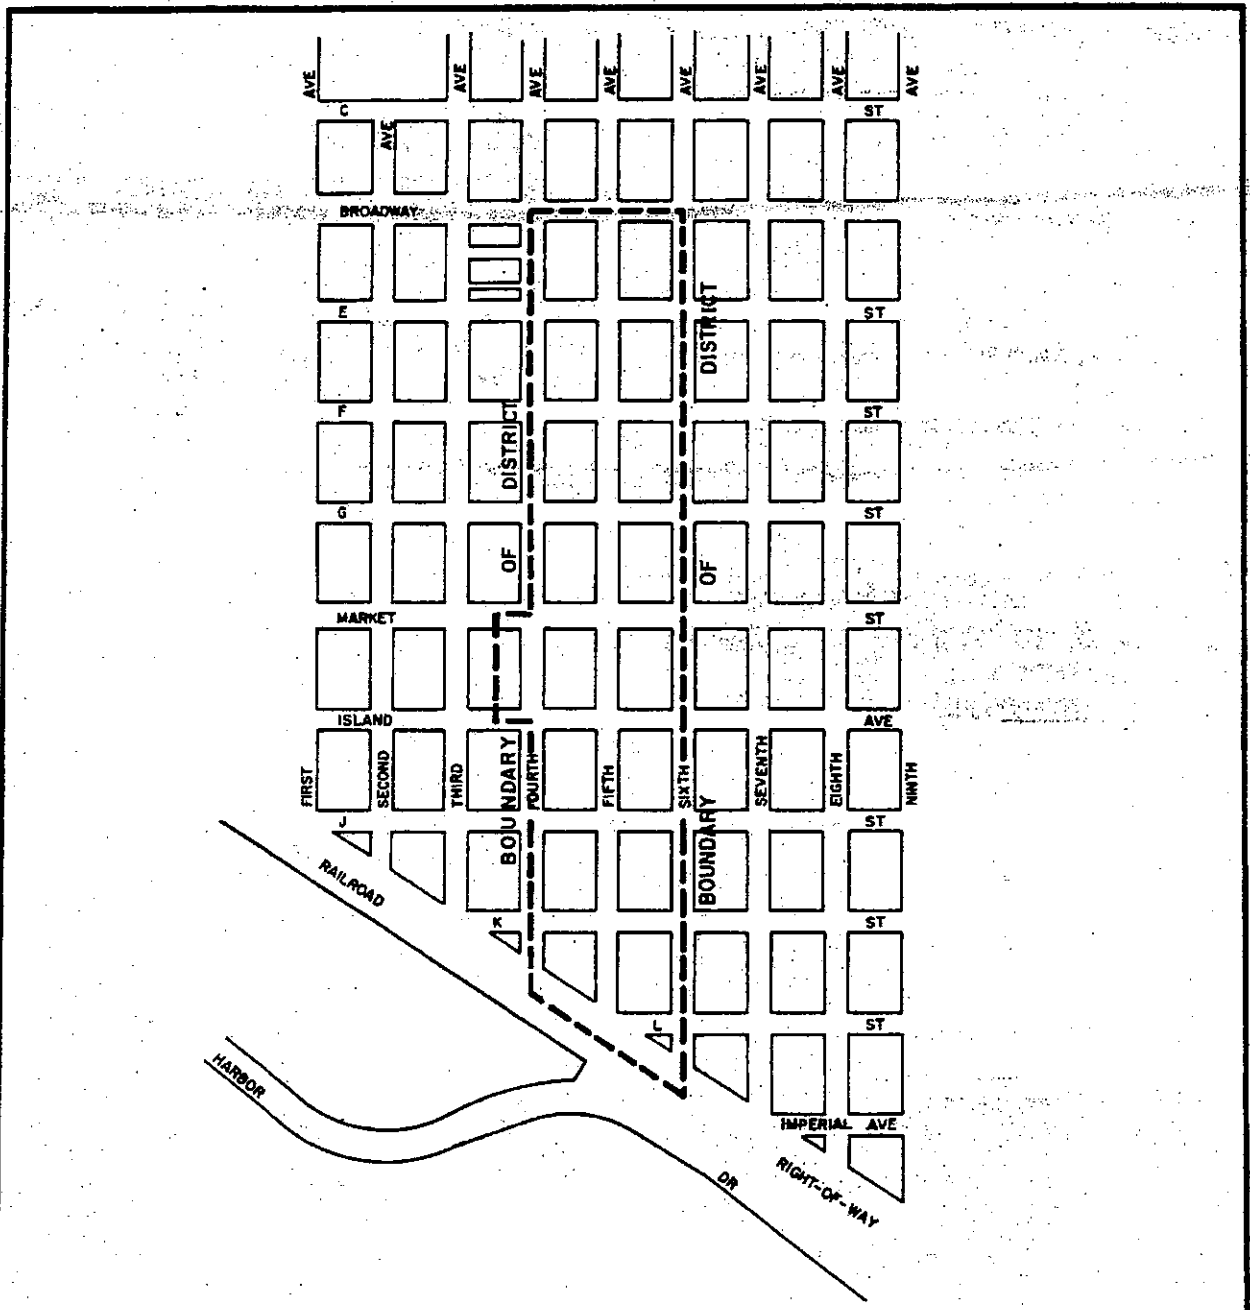 AVE AVE AVE AVE AVE AVE AVE AVE
C ST
AVE
BROADWAY
E ST
DISTRICT
F ST
DISTRICT
G ST
OF OF
MARKET ST
ISLAND AVE
FIRST SECOND THIRD FOURTH FIFTH SIXTH SEVENTH EIGHTH NINTH
BOUNDARY BOUNDARY
J ST
RAILROAD
K ST
L ST
HARBOR
IMPERIAL AVE
DR
RIGHT-OF-WAY